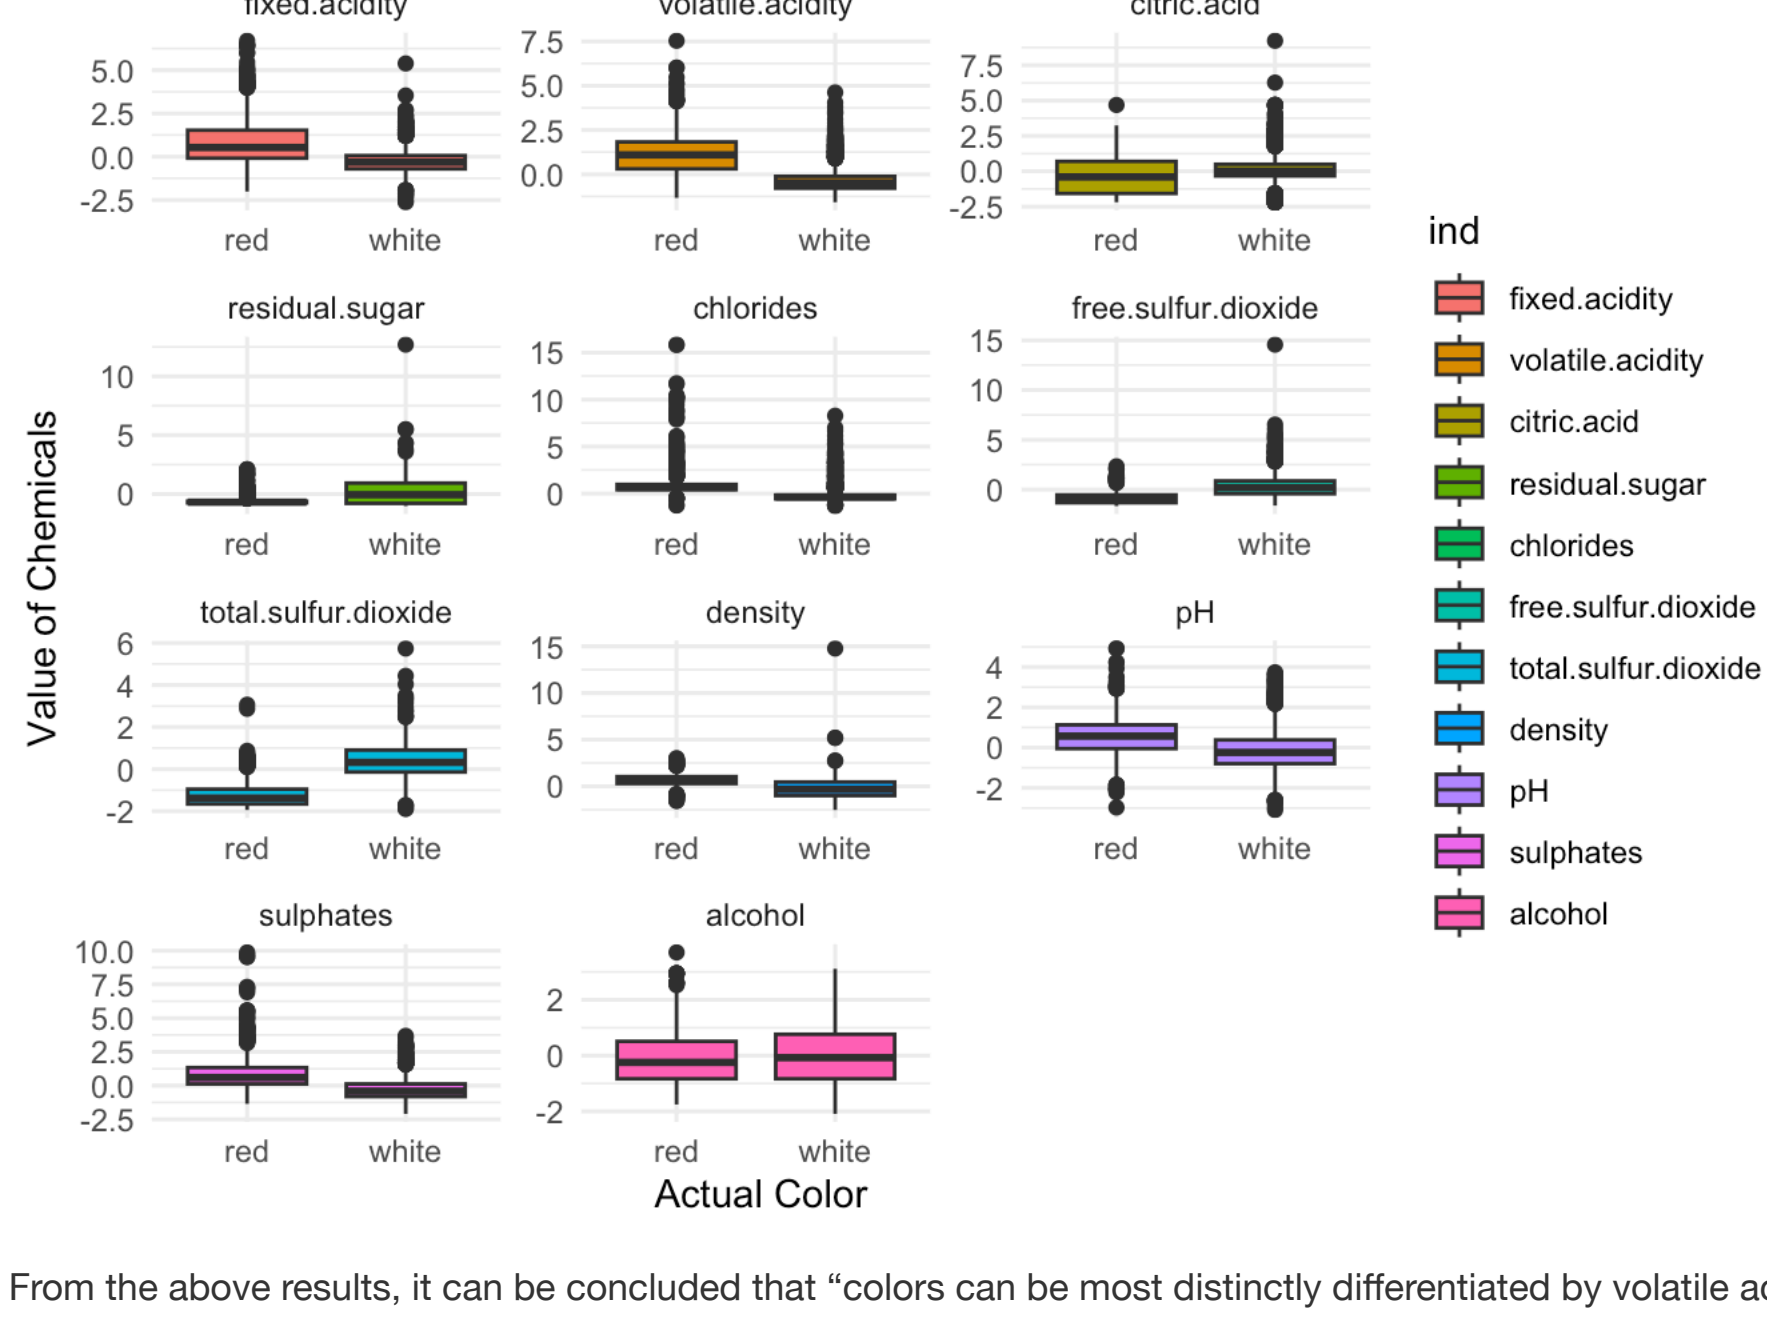 fixed.acidity volatile.acidity citric.acid
5.0
2.5
0.0
-2.5
red white
7.5
5.0
2.5
0.0
red white
7.5
5.0
2.5
0.0
-2.5
red white
residual.sugar chlorides free.sulfur.dioxide
10
5
0
red white
15
10
5
0
red white
15
10
5
0
red white
total.sulfur.dioxide density pH
6
4
2
0
-2
red white
15
10
5
0
red white
4
2
0
-2
red white
sulphates alcohol
10.0
7.5
5.0
2.5
0.0
-2.5
red white
2
0
-2
red white
Value of Chemicals
Actual Color
ind
fixed.acidity
volatile.acidity
citric.acid
residual.sugar
chlorides
free.sulfur.dioxide
total.sulfur.dioxide
density
pH
sulphates
alcohol
From the above results, it can be concluded that “colors can be most distinctly differentiated by volatile